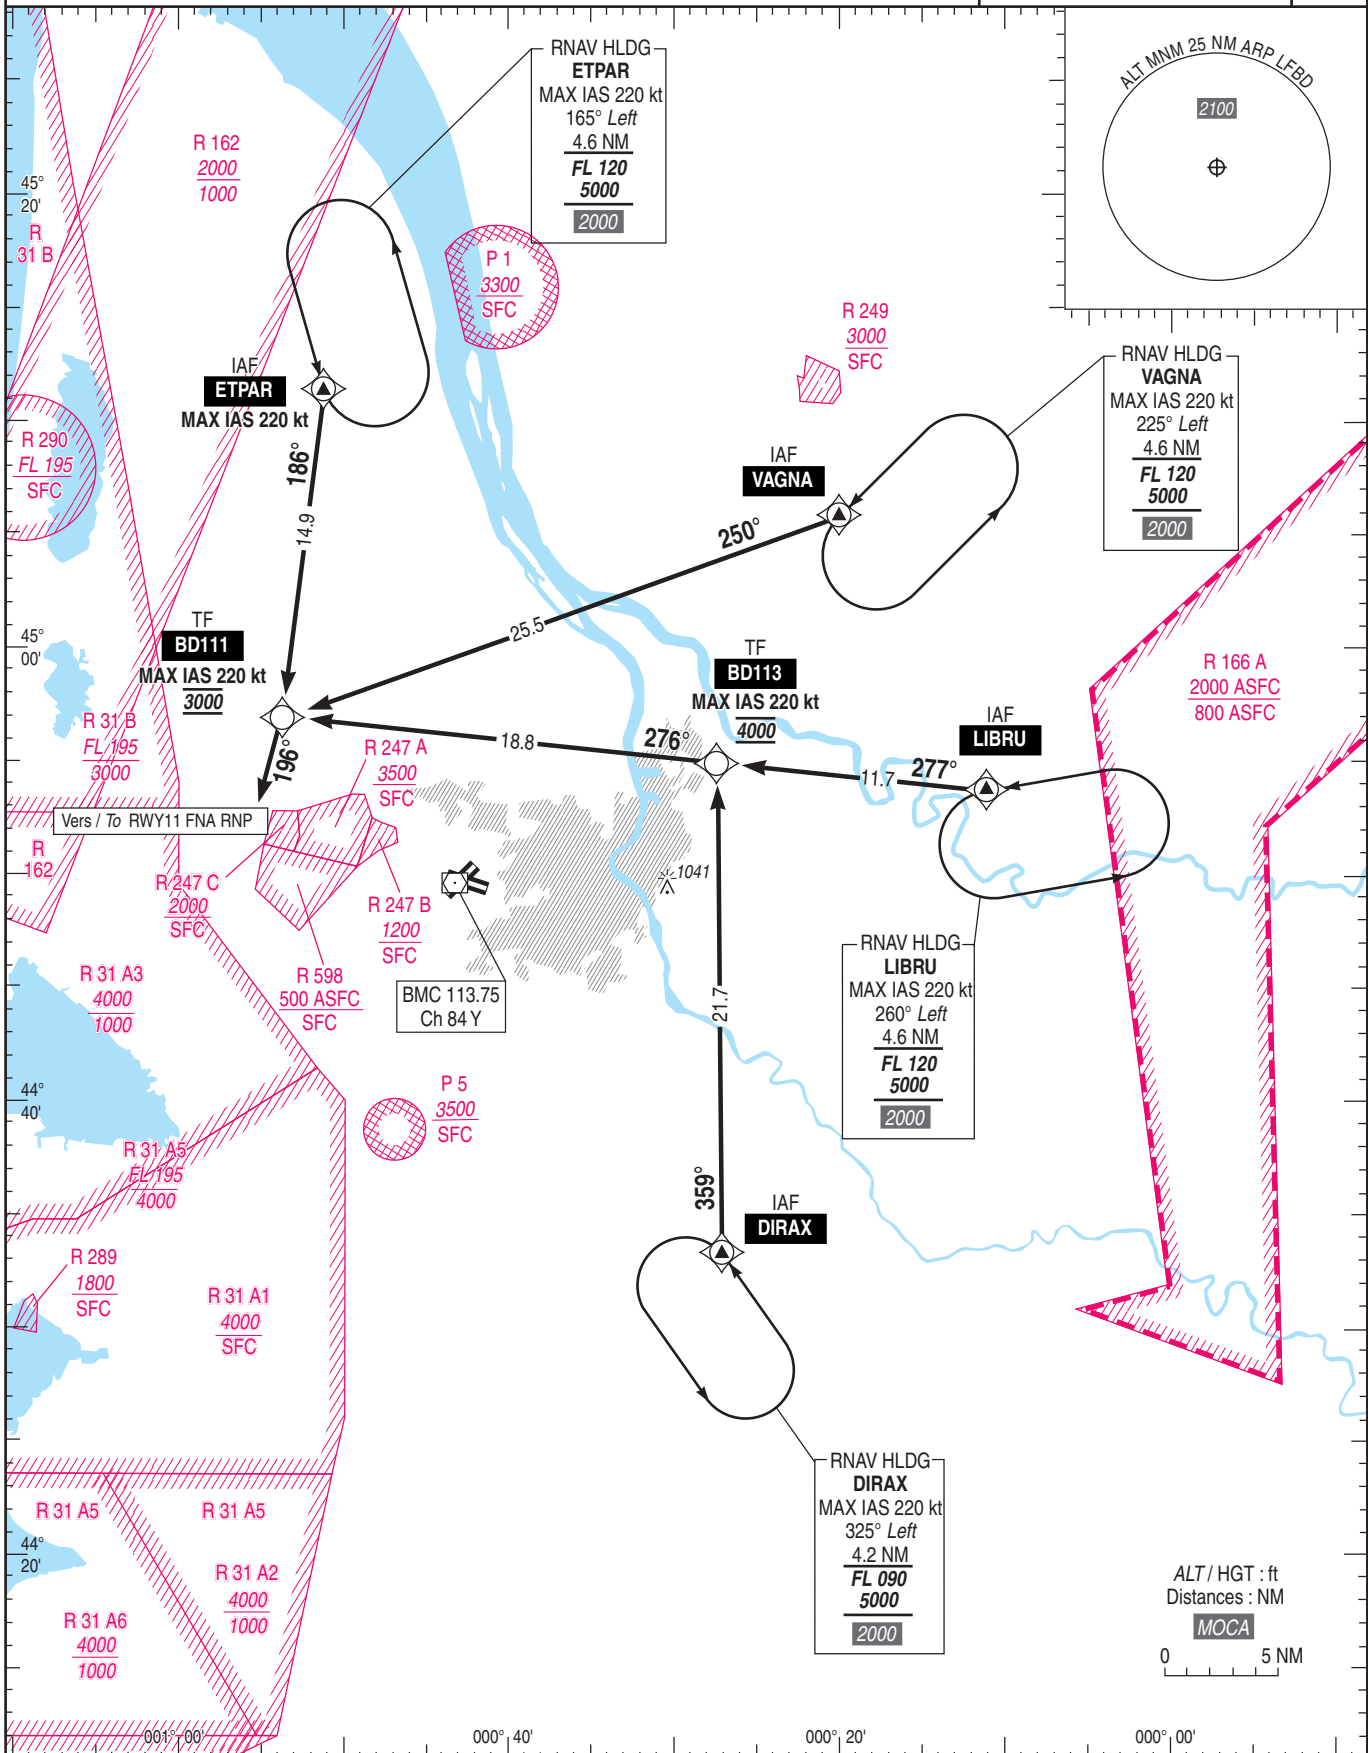 RNAV HLDG
ETPAR
MAX IAS 220 kt
165° Left
4.6 NM
FL 120
5000
2000
ALT MNM 25 NM ARP LFBD
2100
R 162
2000
1000
45°
20'
R
31 B
P 1
3300
SFC
R 249
3000
SFC
IAF
ETPAR
MAX IAS 220 kt
RNAV HLDG
VAGNA
MAX IAS 220 kt
225° Left
4.6 NM
FL 120
5000
2000
R 290
FL 195
SFC
186°
14.9
IAF
VAGNA
250°
25.5
TF
BD111
MAX IAS 220 kt
3000
45°
00'
TF
BD113
MAX IAS 220 kt
4000
R 166 A
2000 ASFC
800 ASFC
R 31 B
FL 195
3000
196°
R 247 A
3500
SFC
18.8
276°
IAF
LIBRU
277°
11.7
Vers / To RWY11 FNA RNP
R
162
R 247 C
2000
SFC
R 247 B
1200
SFC
1041
R 598
500 ASFC
SFC
BMC 113.75
Ch 84 Y
R 31 A3
4000
1000
RNAV HLDG
LIBRU
MAX IAS 220 kt
260° Left
4.6 NM
FL 120
5000
2000
21.7
44°
40'
P 5
3500
SFC
R 31 A5
FL 195
4000
359°
IAF
DIRAX
R 289
1800
SFC
R 31 A1
4000
SFC
RNAV HLDG
DIRAX
MAX IAS 220 kt
325° Left
4.2 NM
FL 090
5000
2000
R 31 A5
R 31 A5
44°
20'
R 31 A2
4000
1000
R 31 A6
4000
1000
ALT / HGT : ft
Distances : NM
MOCA
0 5 NM
001° 00' 000° 40' 000° 20' 000° 00'